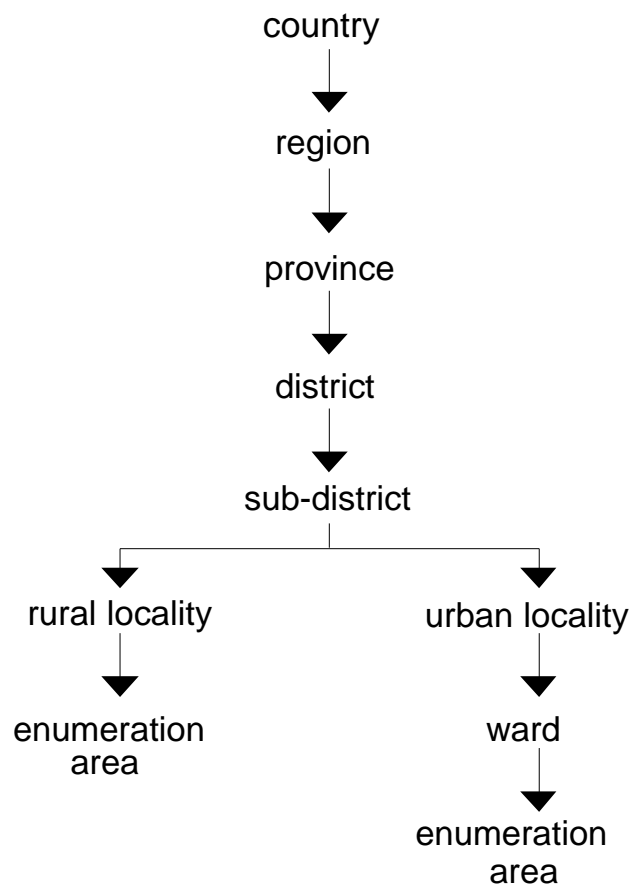 country
region
province
district
sub-district
rural locality
urban locality
enumeration
area
ward
enumeration
area